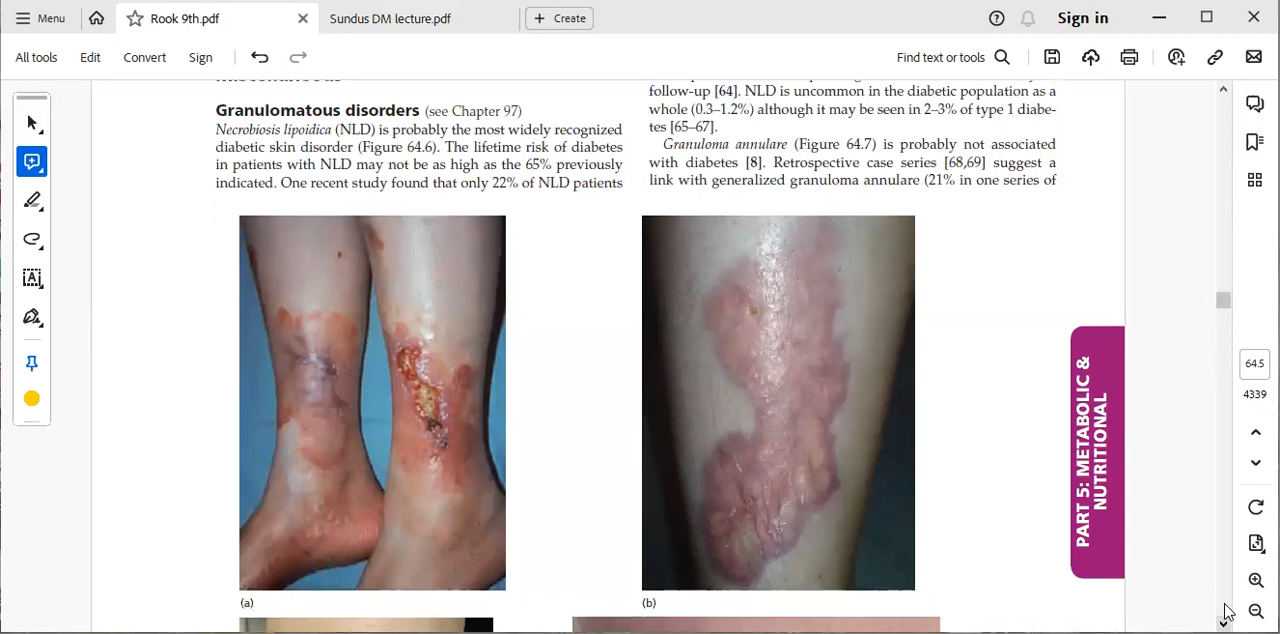 Menu
Rook 9th.pdf
Sundus DM lecture.pdf
Create
Sign in
All tools
Edit
Convert
Sign
Find text or tools
Granulomatous disorders (see Chapter 97)
Necrobiosis lipoidica (NLD) is probably the most widely recognized
diabetic skin disorder (Figure 64.6). The lifetime risk of diabetes
in patients with NLD may not be as high as the 65% previously
indicated. One recent study found that only 22% of NLD patients
follow-up [64]. NLD is uncommon in the diabetic population as a
whole (0.3–1.2%) although it may be seen in 2–3% of type 1 diabe-
tes [65–67].
Granuloma annulare (Figure 64.7) is probably not associated
with diabetes [8]. Retrospective case series [68,69] suggest a
link with generalized granuloma annulare (21% in one series of
(a)
(b)
PART 5: METABOLIC &
NUTRITIONAL
64.5
4339